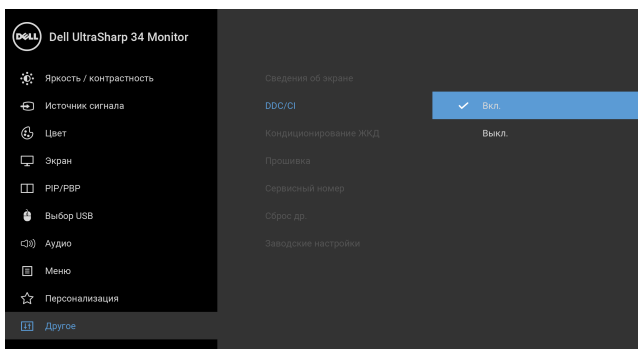 DELL Dell UltraSharp 34 Monitor
Яркость / контрастность
Источник сигнала
Цвет
Экран
PIP/PBP
Выбор USB
Аудио
Меню
Персонализация
Другое
Сведения об экране
DDC/CI
Кондиционирование ЖКД
Прошивка
Сервисный номер
Сброс др.
Заводские настройки
Вкл.
Выкл.